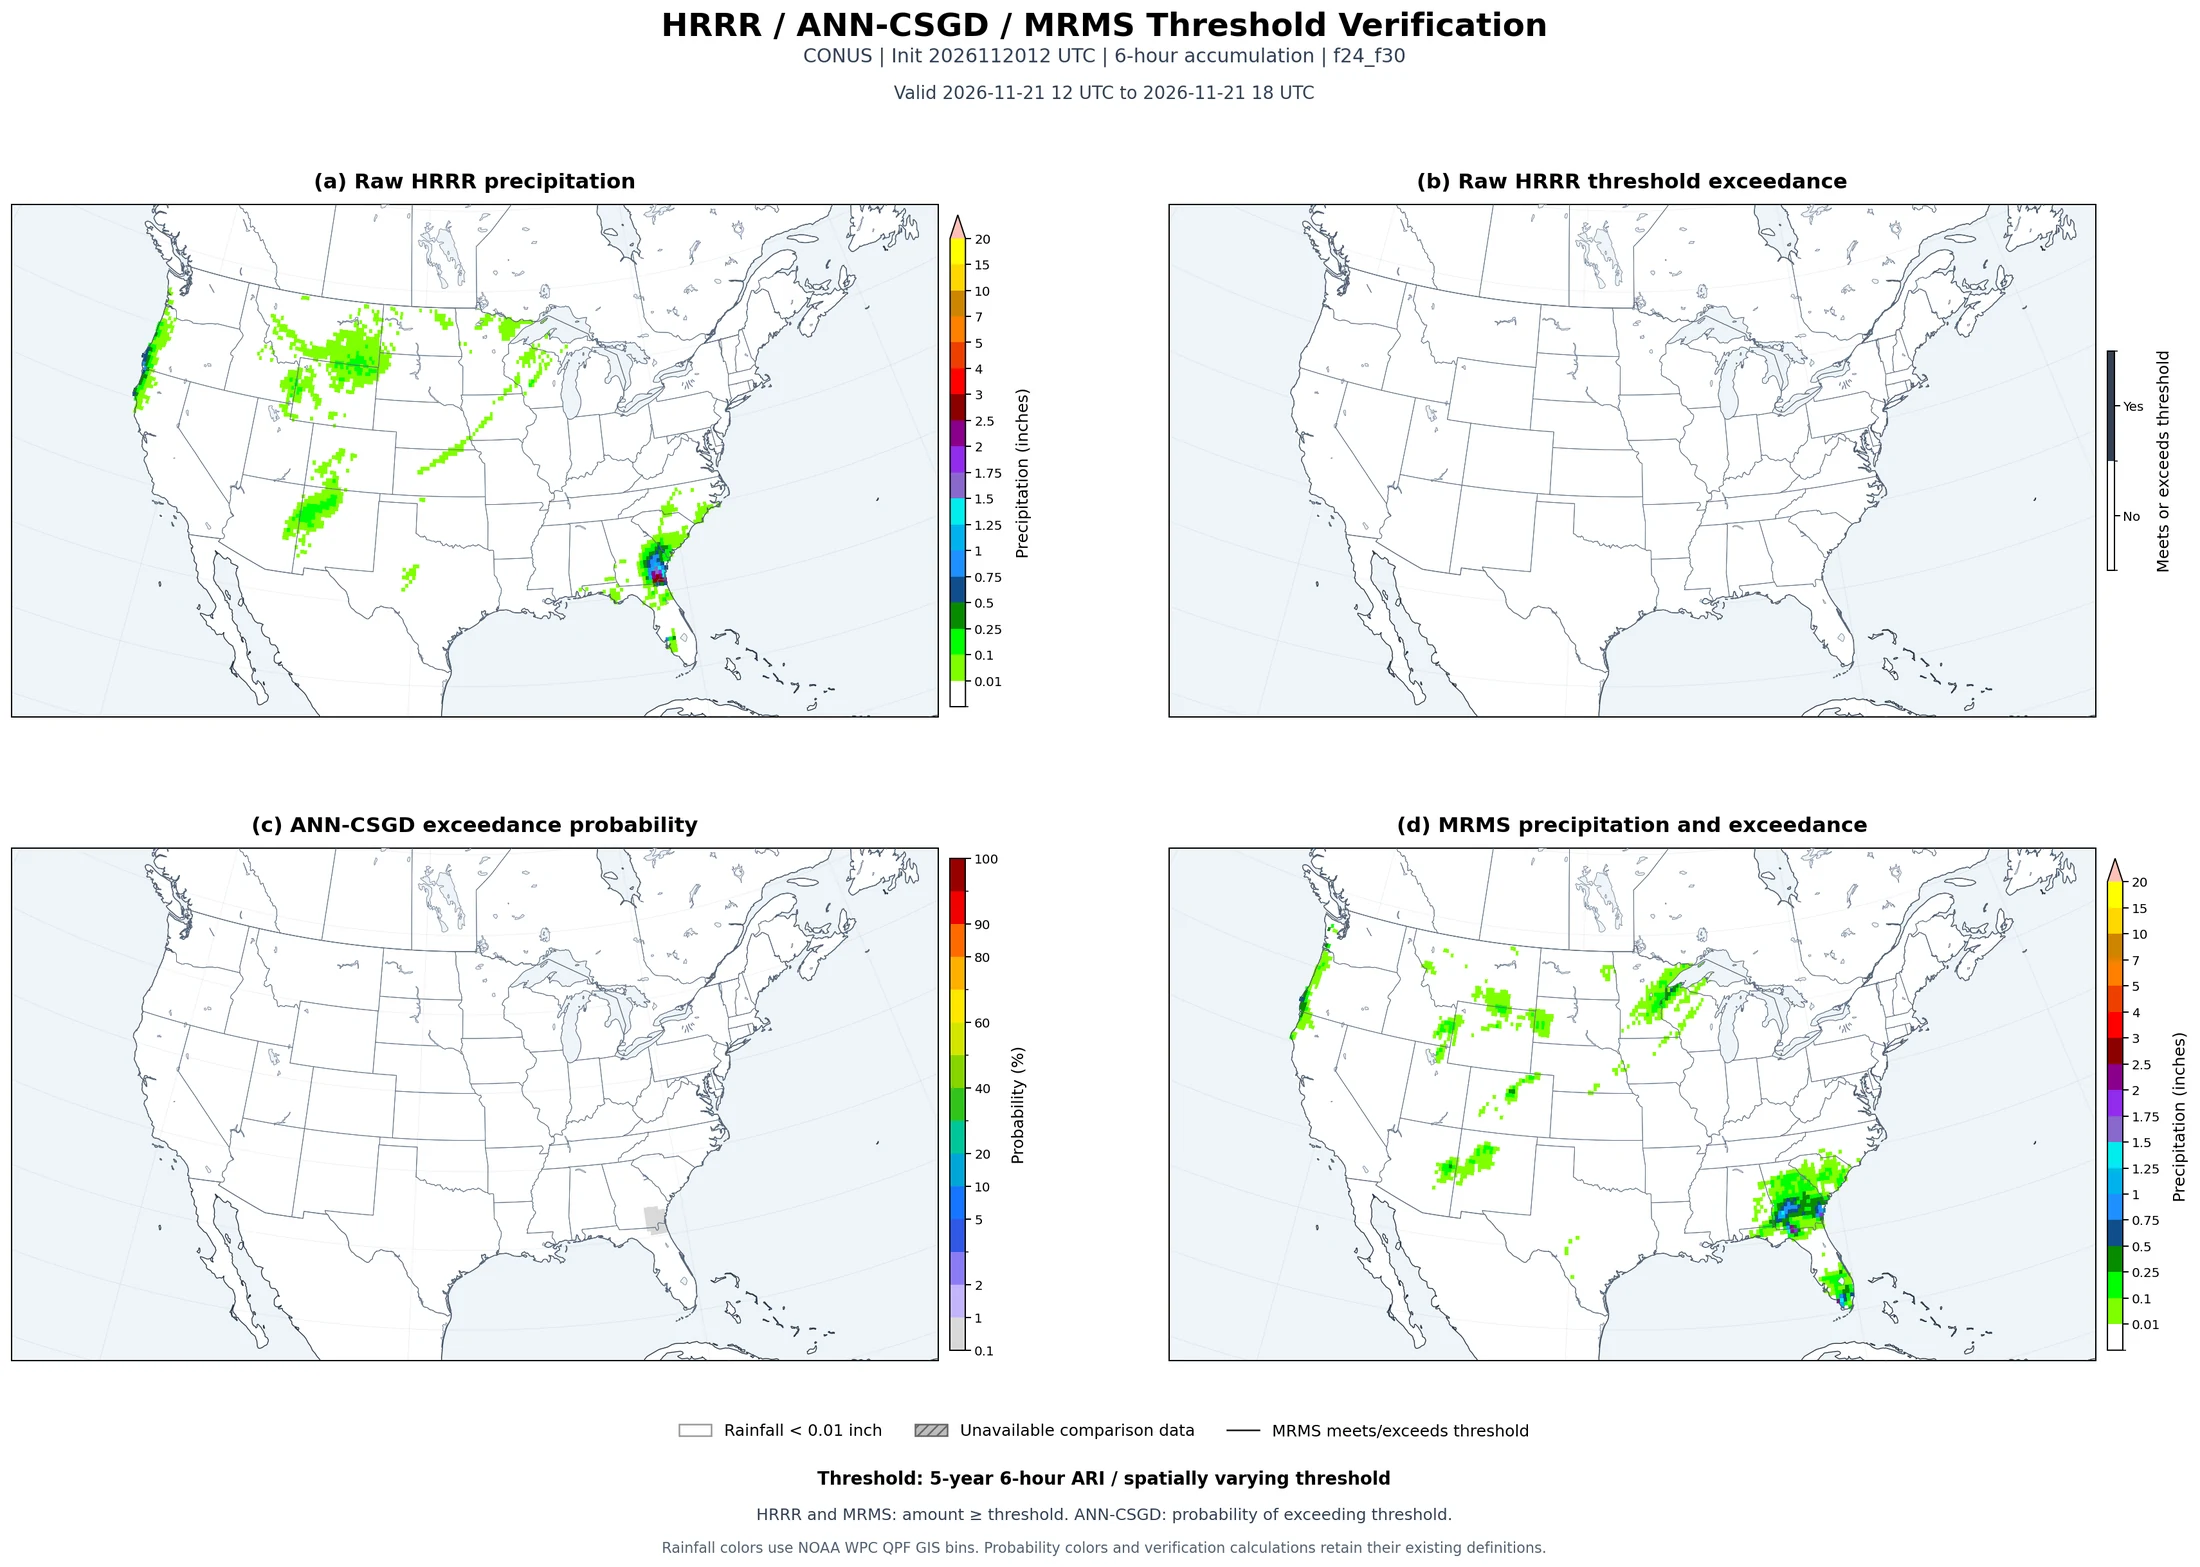 HRRR / ANN-CSGD / MRMS Threshold Verification
CONUS | Init 2026112012 UTC | 6-hour accumulation | f24_f30
Valid 2026-11-21 12 UTC to 2026-11-21 18 UTC
(a) Raw HRRR precipitation
20
15
10
7
5
4
3
2.5
2
1.75
1.5
1.25
1
0.75
0.5
0.25
0.1
0.01
Precipitation (inches)
(b) Raw HRRR threshold exceedance
Yes
No
Meets or exceeds threshold
(c) ANN-CSGD exceedance probability
100
90
80
60
40
20
10
5
2
1
0.1
Probability (%)
(d) MRMS precipitation and exceedance
20
15
10
7
5
4
3
2.5
2
1.75
1.5
1.25
1
0.75
0.5
0.25
0.1
0.01
Precipitation (inches)
Rainfall < 0.01 inch
Unavailable comparison data
MRMS meets/exceeds threshold
Threshold: 5-year 6-hour ARI / spatially varying threshold
HRRR and MRMS: amount ≥ threshold. ANN-CSGD: probability of exceeding threshold.
Rainfall colors use NOAA WPC QPF GIS bins. Probability colors and verification calculations retain their existing definitions.